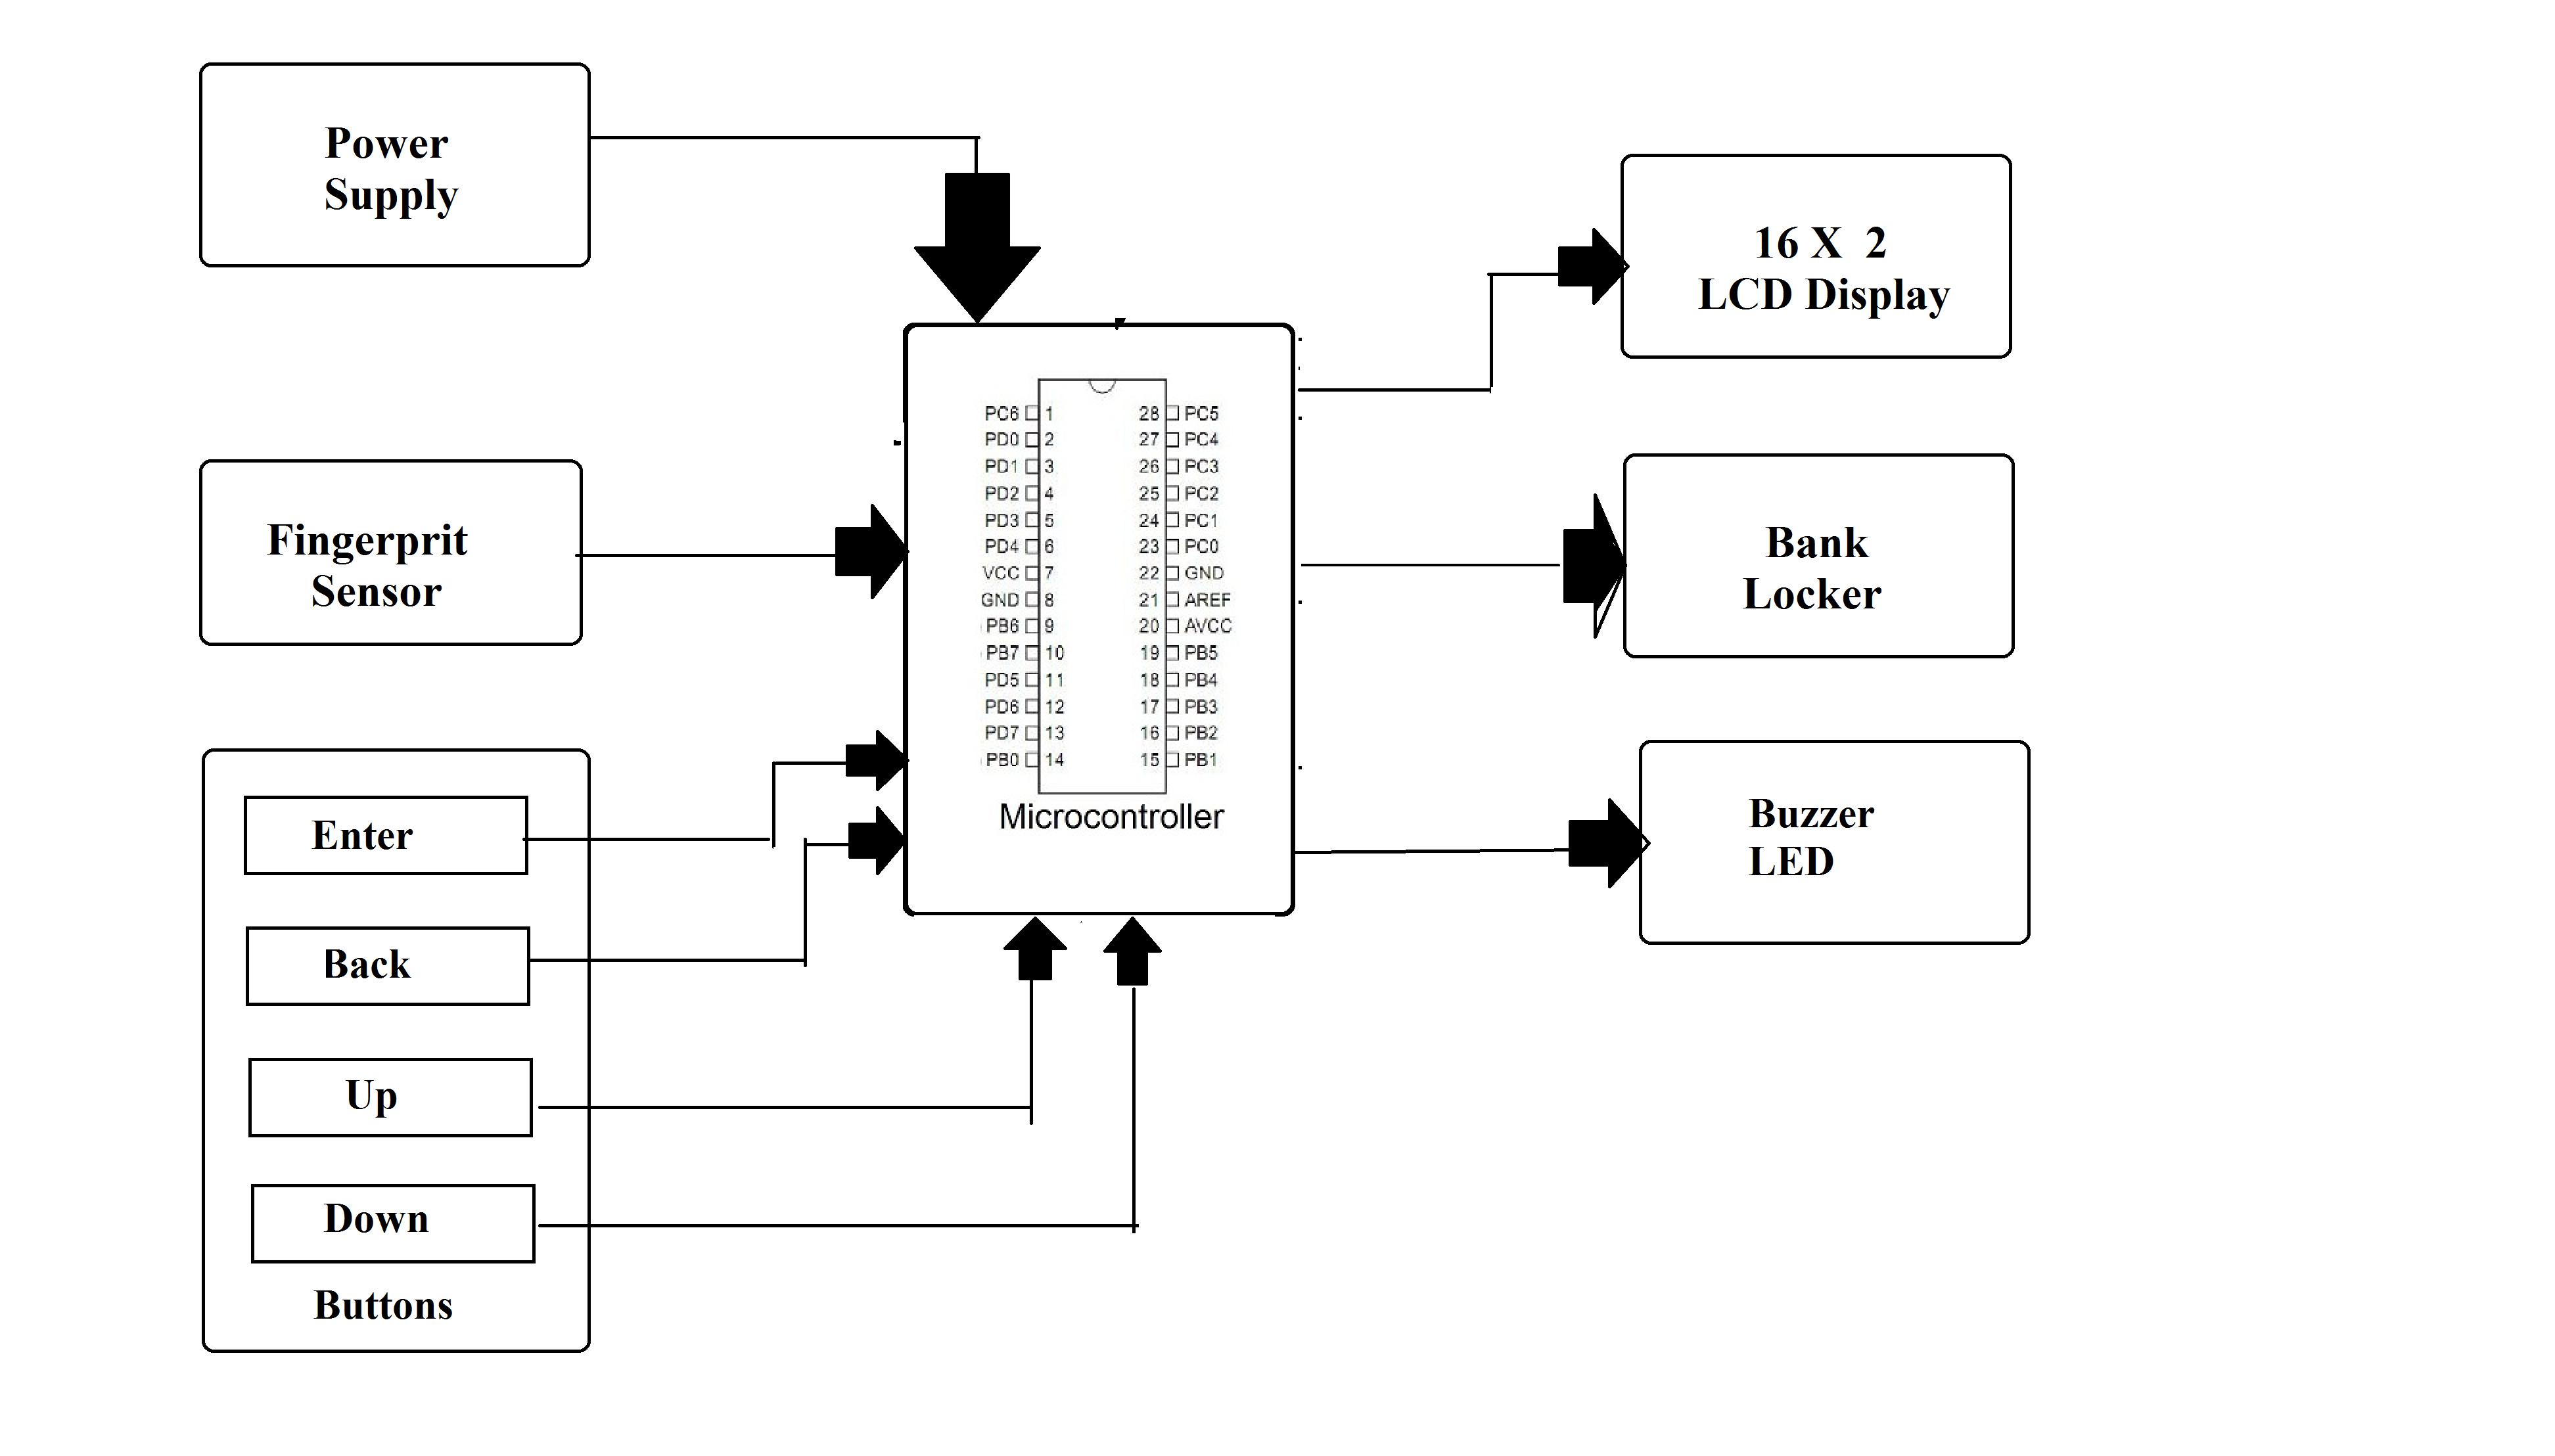 Power
Supply
16 X 2
LCD Display
Fingerprit
Sensor
PC6 1 28 PC5
PD0 2 27 PC4
PD1 3 26 PC3
PD2 4 25 PC2
PD3 5 24 PC1
PD4 6 23 PC0
VCC 7 22 GND
GND 8 21 AREF
PB6 9 20 AVCC
PB7 10 19 PB5
PD5 11 18 PB4
PD6 12 17 PB3
PD7 13 16 PB2
PB0 14 15 PB1
Microcontroller
Bank
Locker
Buzzer
LED
Enter
Back
Up
Down
Buttons